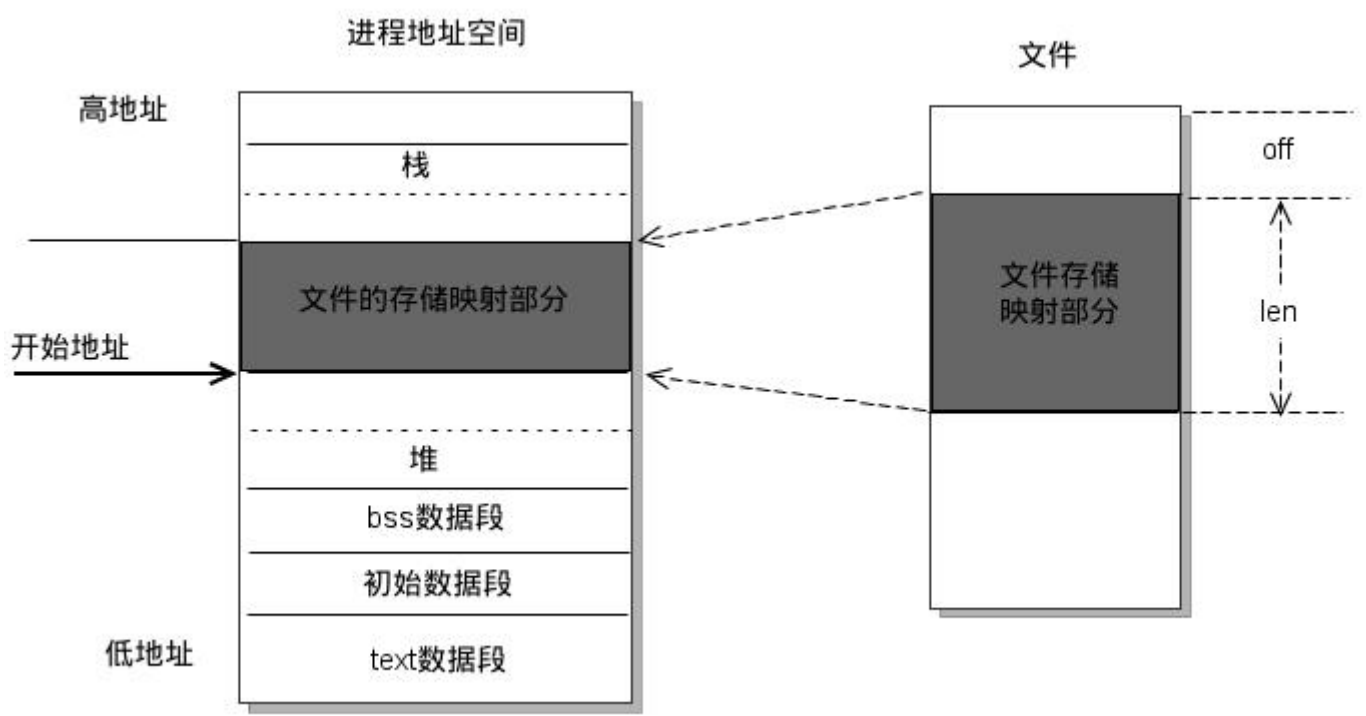 进程地址空间
文件
高地址
栈
off
文件的存储映射部分
文件存储
映射部分
len
开始地址
堆
bss数据段
初始数据段
低地址
text数据段